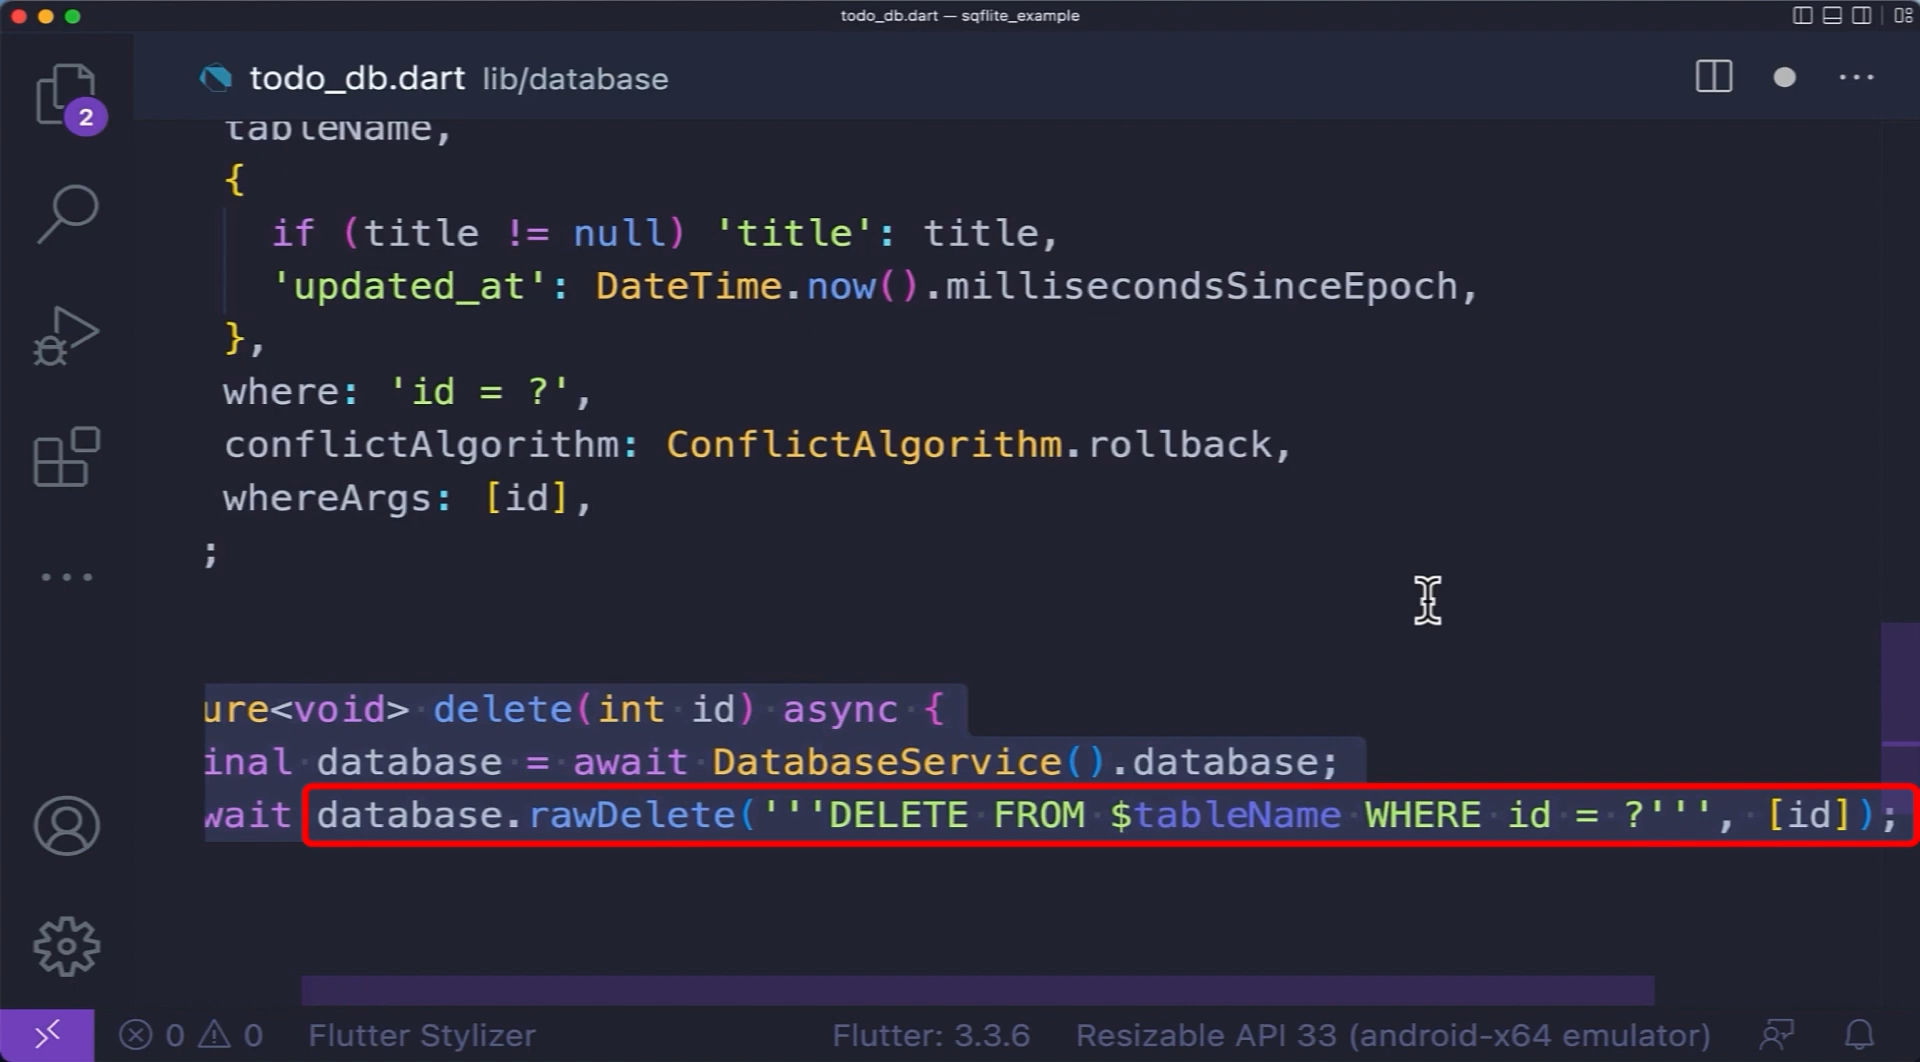 todo_db.dart — sqflite_example
todo_db.dart lib/database
2
tableName,
{
if (title != null) 'title': title,
'updated_at': DateTime.now().millisecondsSinceEpoch,
},
where: 'id = ?',
conflictAlgorithm: ConflictAlgorithm.rollback,
whereArgs: [id],
;
ure<void> delete(int id) async {
inal database = await DatabaseService().database;
wait database.rawDelete('''DELETE FROM $tableName WHERE id = ?''', [id]);
0 0 Flutter Stylizer Flutter: 3.3.6 Resizable API 33 (android-x64 emulator)